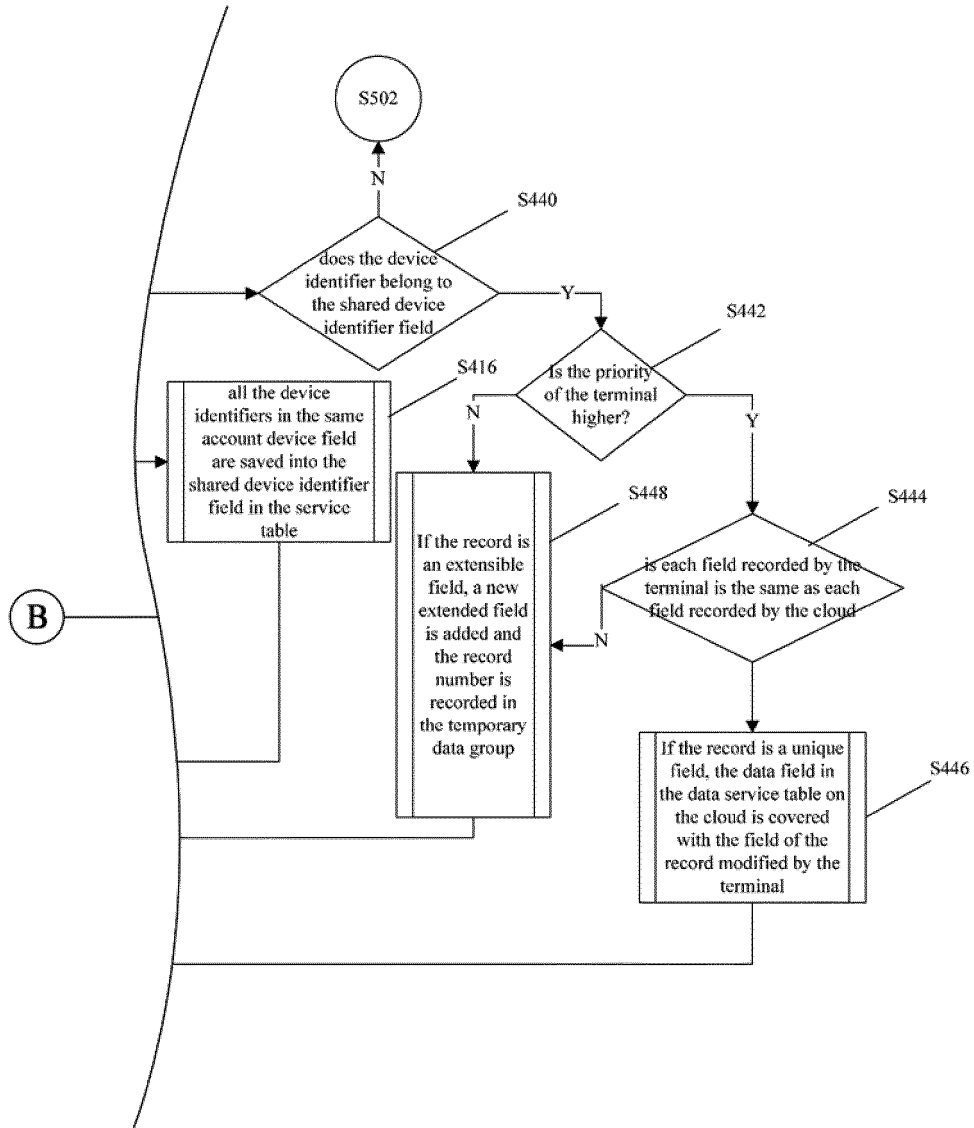 S502
N
S440
does the device
identifier belong to
the shared device
identifier field
Y
S442
Is the priority
of the terminal
higher?
N
Y
S416
all the device
identifiers in the same
account device field
are saved into the
shared device identifier
field in the service
table
S448
If the record is
an extensible
field, a new
extended field
is added and
the record
number is
recorded in
the temporary
data group
S444
is each field recorded by the
terminal is the same as each
field recorded by the cloud
N
B
S446
If the record is a unique
field, the data field in
the data service table on
the cloud is covered
with the field of the
record modified by the
terminal